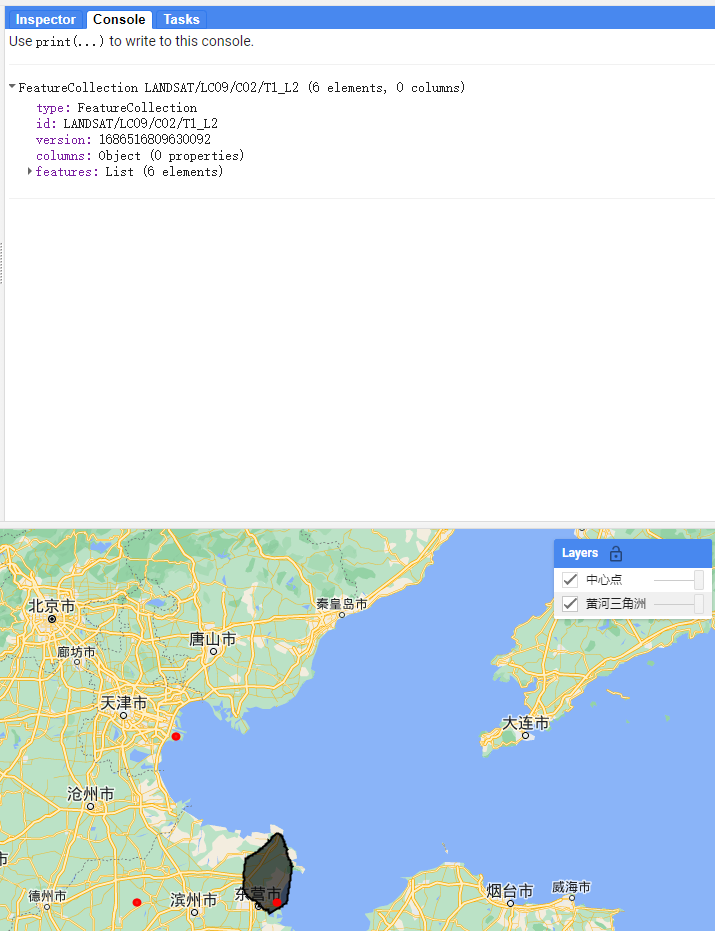 Inspector Console Tasks
Use print(...) to write to this console.
FeatureCollection LANDSAT/LC09/C02/T1_L2 (6 elements, 0 columns)
type: FeatureCollection
id: LANDSAT/LC09/C02/T1_L2
version: 1686516809630092
columns: Object (0 properties)
features: List (6 elements)
Layers
中心点
黄河三角洲
北京市
秦皇岛市
唐山市
廊坊市
天津市
大连市
沧州市
市
德州市
滨州市
东营市
烟台市
威海市